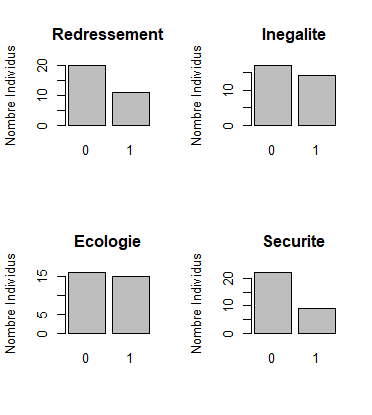 Redressement
Nombre Individus
20
10
0
0 1
Inegalite
Nombre Individus
10
0
0 1
Ecologie
Nombre Individus
15
5
0
0 1
Securite
Nombre Individus
20
10
0
0 1